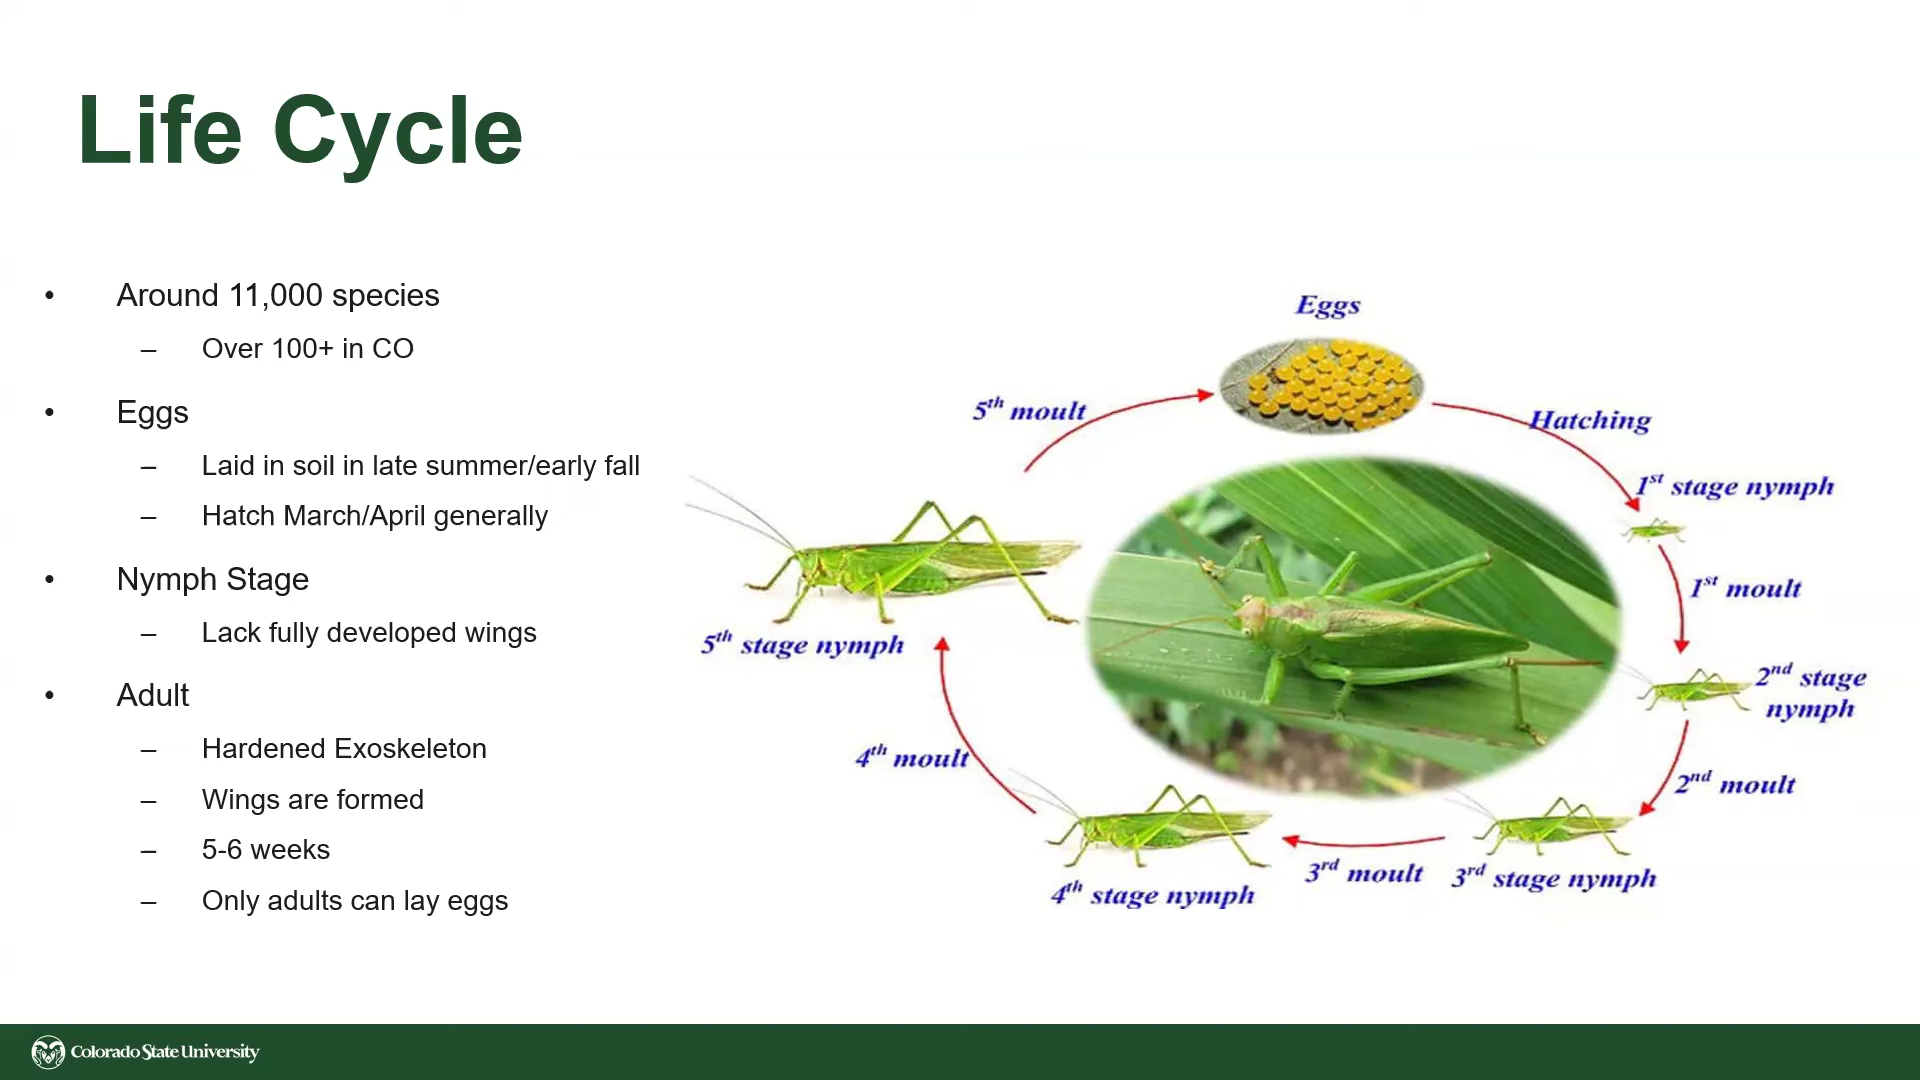 Life Cycle
• Around 11,000 species
– Over 100+ in CO
• Eggs
– Laid in soil in late summer/early fall
– Hatch March/April generally
• Nymph Stage
– Lack fully developed wings
• Adult
– Hardened Exoskeleton
– Wings are formed
– 5-6 weeks
– Only adults can lay eggs
Eggs
Hatching
1st stage nymph
1st moult
2nd stage
nymph
2nd moult
3rd stage nymph
3rd moult
4th stage nymph
4th moult
5th stage nymph
5th moult
Colorado State University